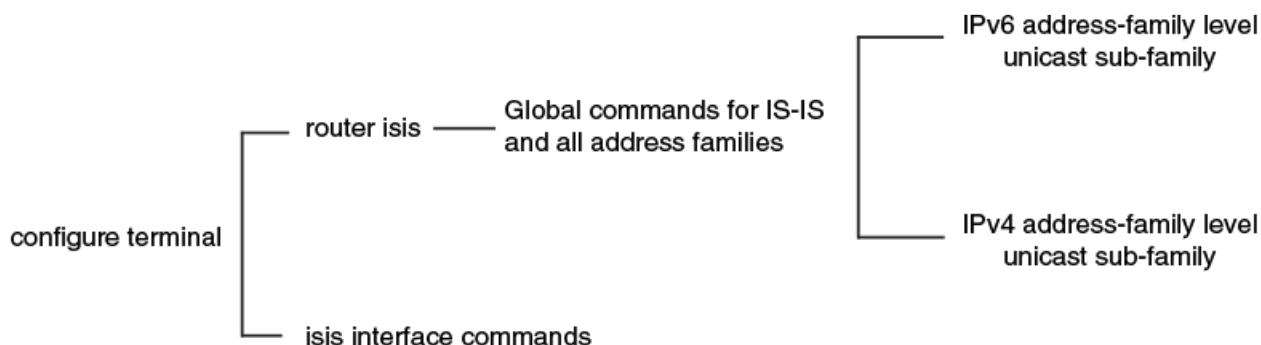 IPv6 address-family level
unicast sub-family
Global commands for IS-IS
and all address families
router isis
IPv4 address-family level
unicast sub-family
configure terminal
isis interface commands